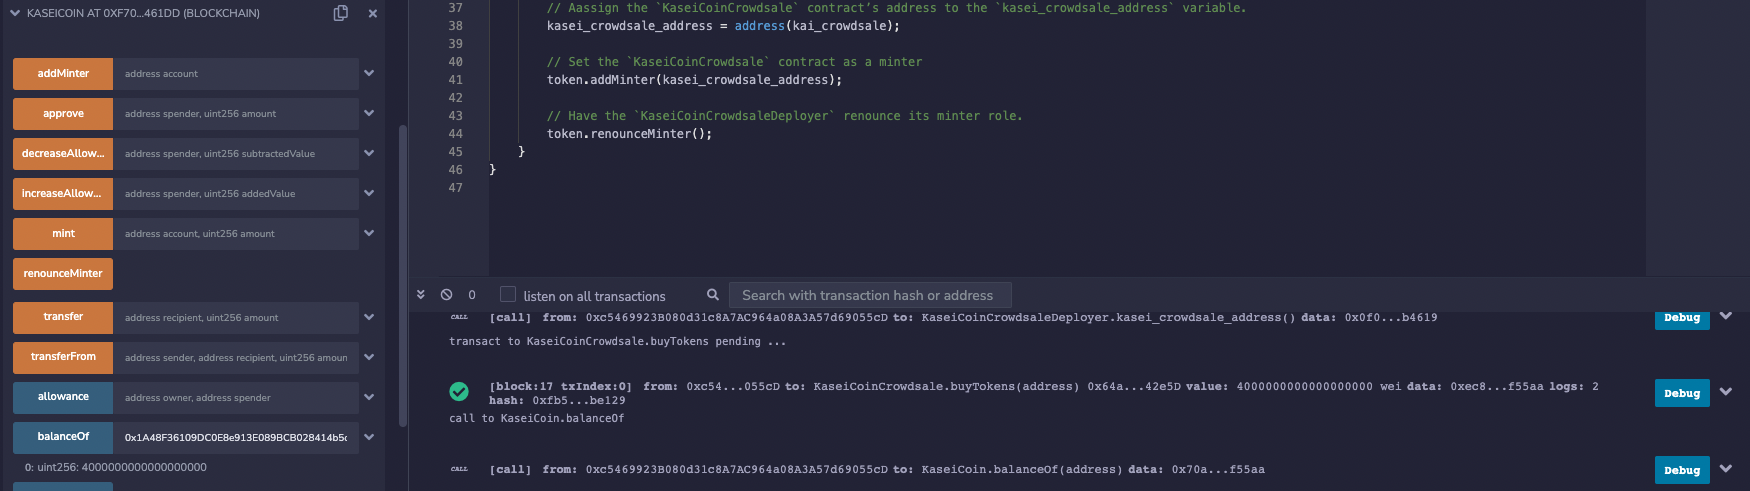 KASEICOIN AT 0XF70...461DD (BLOCKCHAIN)
addMinter address account
approve address spender, uint256 amount
decreaseAllow... address spender, uint256 subtractedValue
increaseAllow... address spender, uint256 addedValue
mint address account, uint256 amount
renounceMinter
transfer address recipient, uint256 amount
transferFrom address sender, address recipient, uint256 amoun
allowance address owner, address spender
balanceOf 0x1A48F36109DC0E8e913E089BCB028414b5c
0: uint256: 4000000000000000000
37 // Aassign the `KaseiCoin` contract’s address to the `kasei_crowdsale_address` variable.
38 kasei_crowdsale_address = address(kai_crowdsale);
39
40 // Set the `KaseiCoinCrowdsale` contract as a minter
41 token.addMinter(kasei_crowdsale_address);
42
43 // Have the `KaseiCoinCrowdsaleDeployer` renounce its minter role.
44 token.renounceMinter();
45 }
46 }
47
0 listen on all transactions Search with transaction hash or address
CALL [call] from: 0xc5469923B080d31c8A7AC964a08A3A57d69055cD to: KaseiCoinCrowdsaleDeployer.kasei_crowdsale_address() data: 0x0f0...b4619 Debug
transact to KaseiCoinCrowdsale.buyTokens pending ...
[block:17 txIndex:0] from: 0xc54...055cD to: KaseiCoinCrowdsale.buyTokens(address) 0x64a...42e5D value: 4000000000000000000 wei data: 0xec8...f55aa logs: 2 Debug
hash: 0xfb5...be129
call to KaseiCoin.balanceOf
CALL [call] from: 0xc5469923B080d31c8A7AC964a08A3A57d69055cD to: KaseiCoin.balanceOf(address) data: 0x70a...f55aa Debug